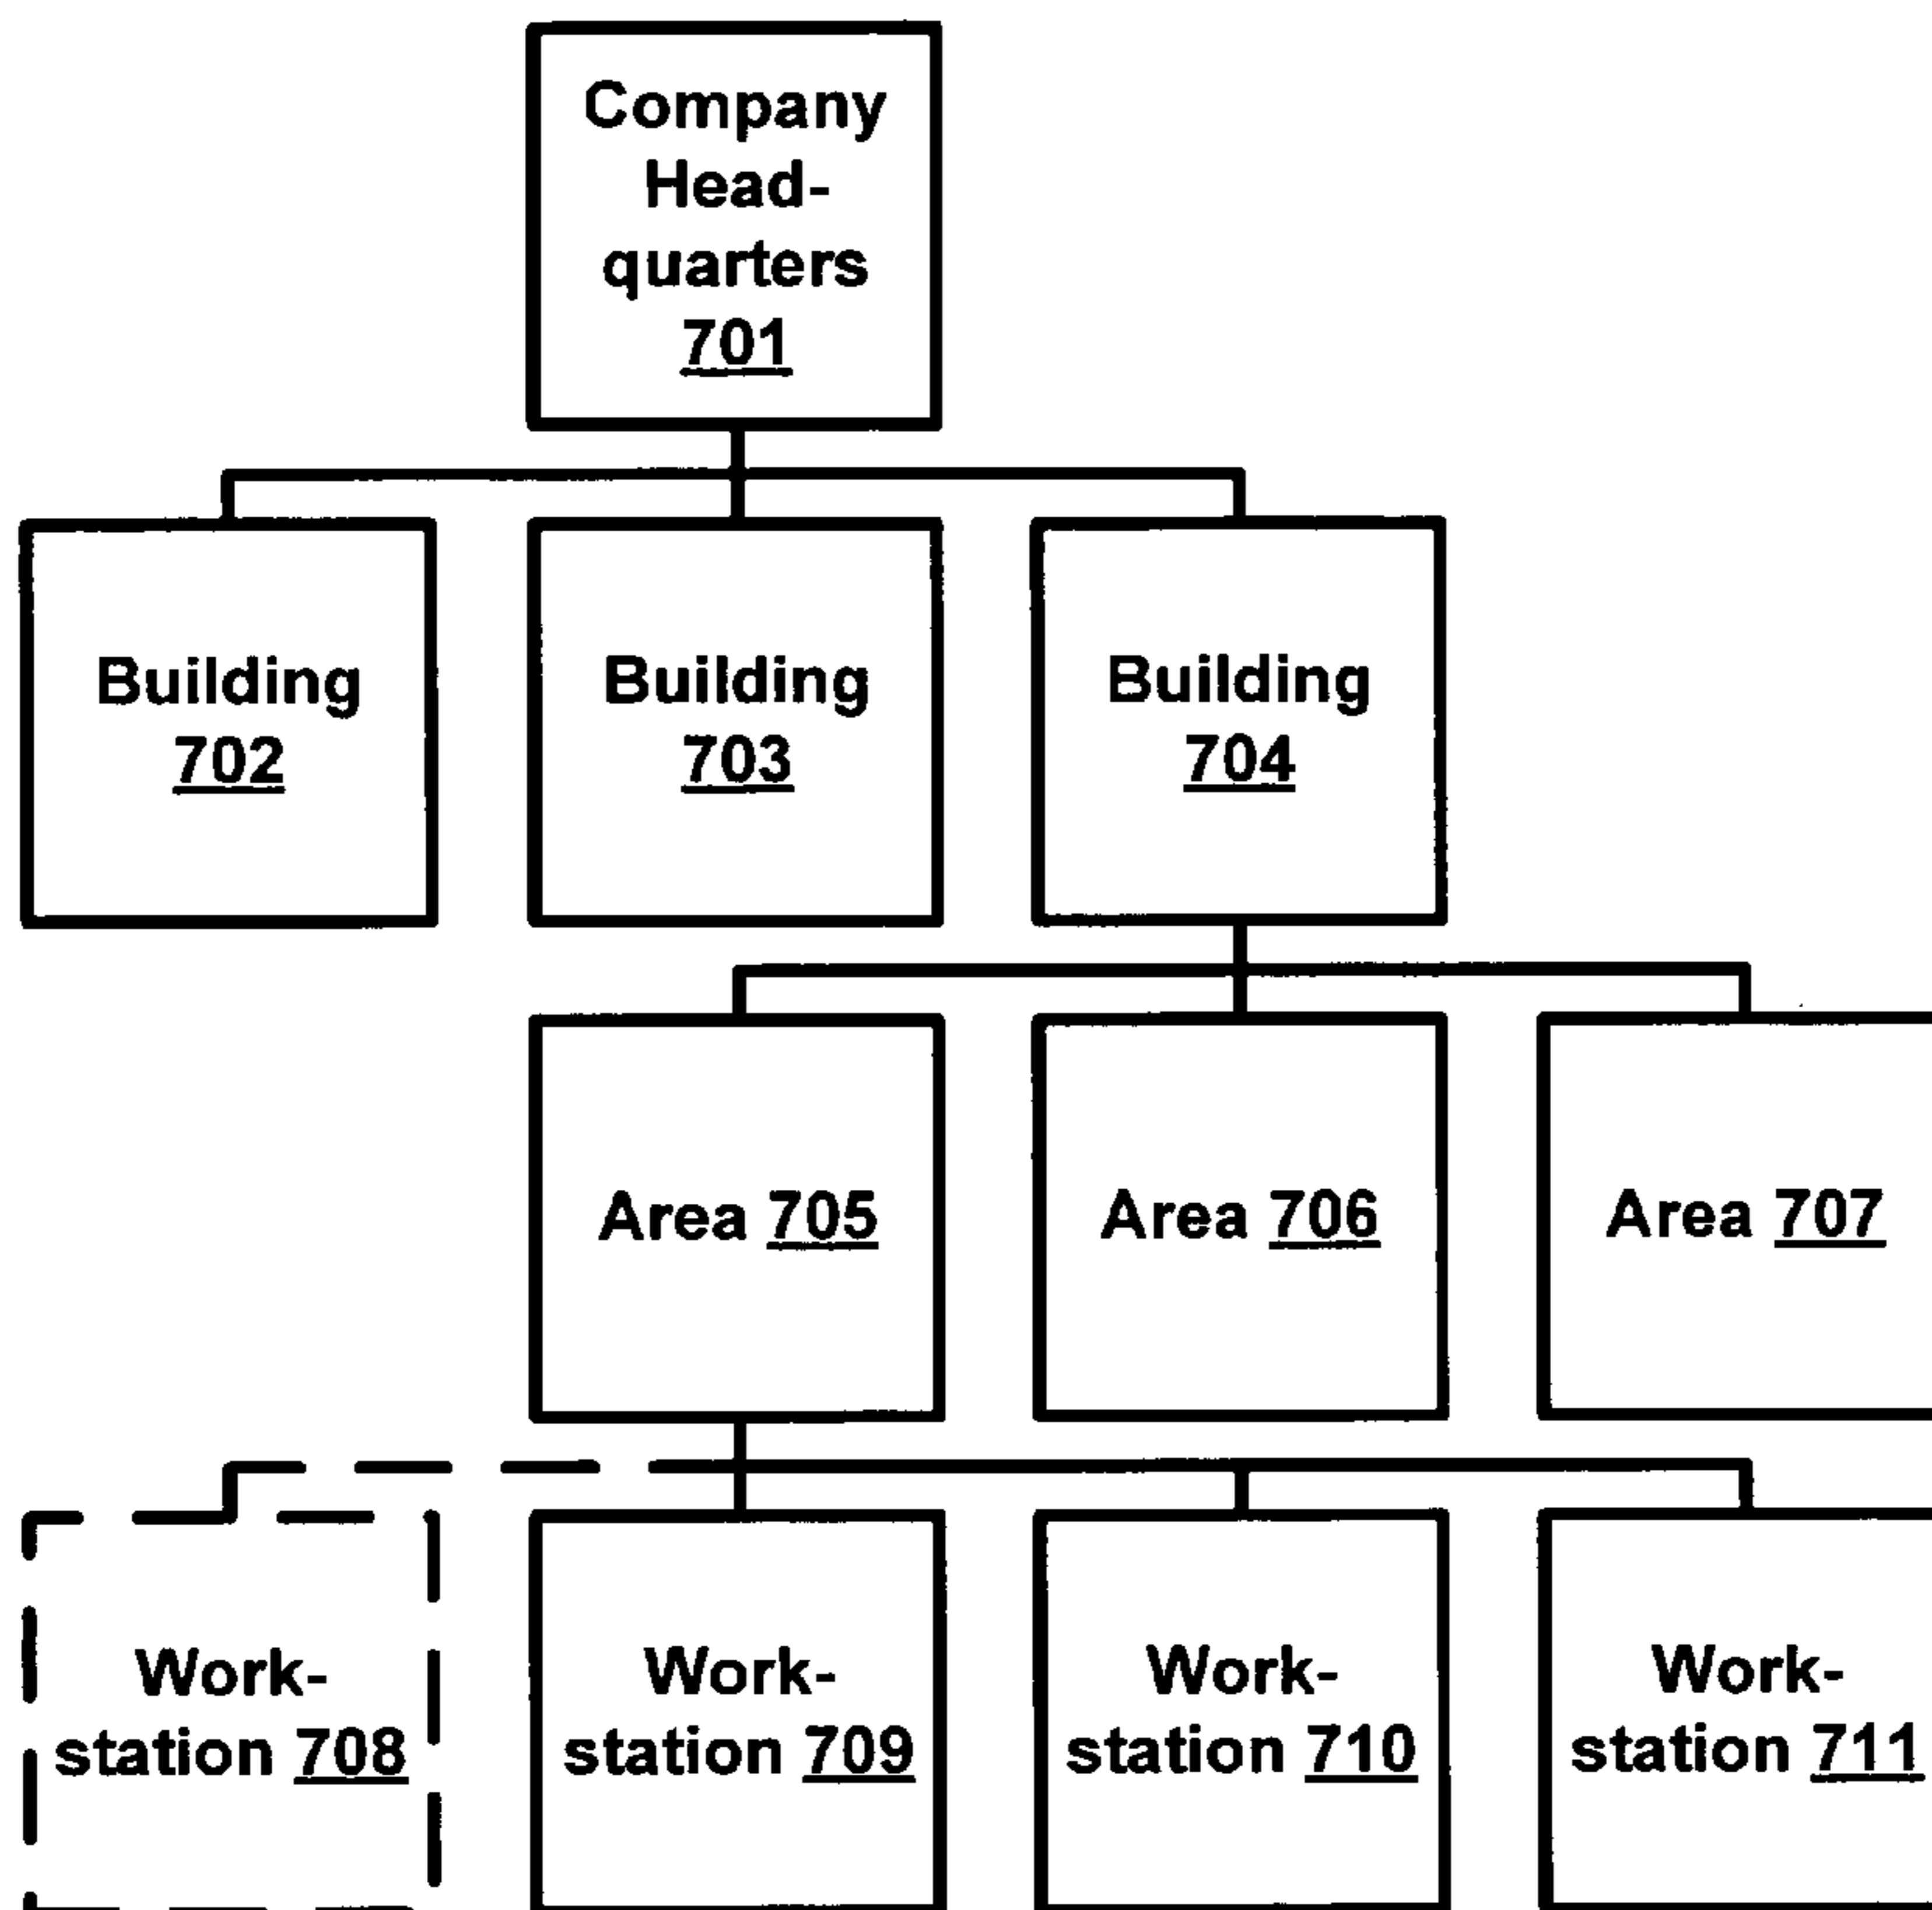 Company
Head-
quarters
701
Building
702
Building
703
Building
704
Area 705
Area 706
Area 707
Work-
station 708
Work-
station 709
Work-
station 710
Work-
station 711